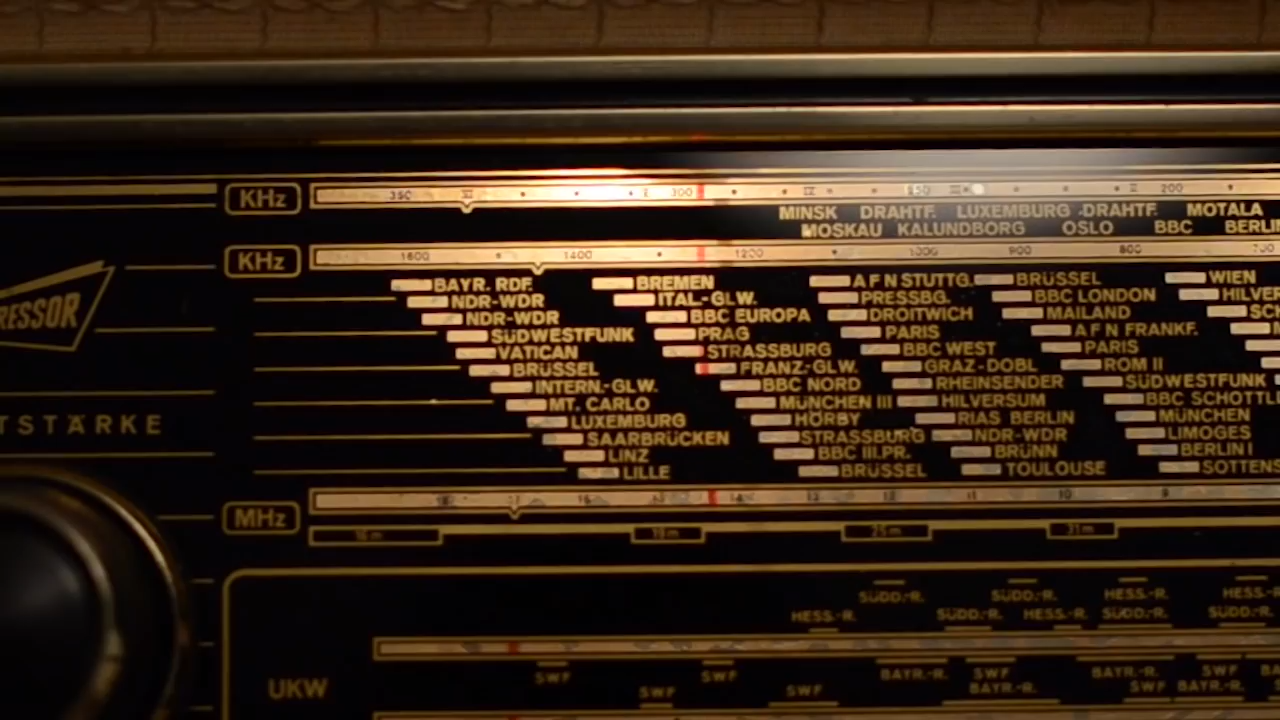 KHz 350 300 250 200
MINSK DRAHTF. LUXEMBURG DRAHTF. MOTALA
MOSKAU KALUNDBORG OSLO BBC BERLIN
KHz 1600 1400 1200 1000 900 800 700
BAYR. RDF. BREMEN A F N STUTTG. BRÜSSEL WIEN
NDR-WDR ITAL-GLW. PRESSBG. BBC LONDON HILVER
NDR-WDR BBC EUROPA DROITWICH MAILAND SC
RESSOR
SÜDWESTFUNK PRAG PARIS A F N FRANKF.
VATICAN STRASSBURG BBC WEST PARIS
BRÜSSEL FRANZ-GLW. GRAZ-DOBL ROM II
INTERN.-GLW. BBC NORD RHEINSENDER SÜDWESTFUNK
MT. CARLO MÜNCHEN III HILVERSUM BBC SCHOTTL
LUXEMBURG HÖRBY RIAS BERLIN MÜNCHEN
TSTÄRKE
SAARBRÜCKEN STRASSBURG NDR-WDR LIMOGES
LINZ BBC III.PR. BRÜNN BERLIN I
LILLE BRÜSSEL TOULOUSE SOTTENS
MHz 17 15 14 13 12 11 10 9
16m 19m 25m 31m
SÜDD.-R. SÜDD.-R. HESS.-R. HESS.-R.
HESS.-R. SÜDD.-R. HESS.-R. SÜDD.-R. SÜDD.-R.
SWF SWF BAYR.-R. SWF BAYR.-R. SWF
UKW SWF SWF BAYR.-R. SWF BAYR.-R.